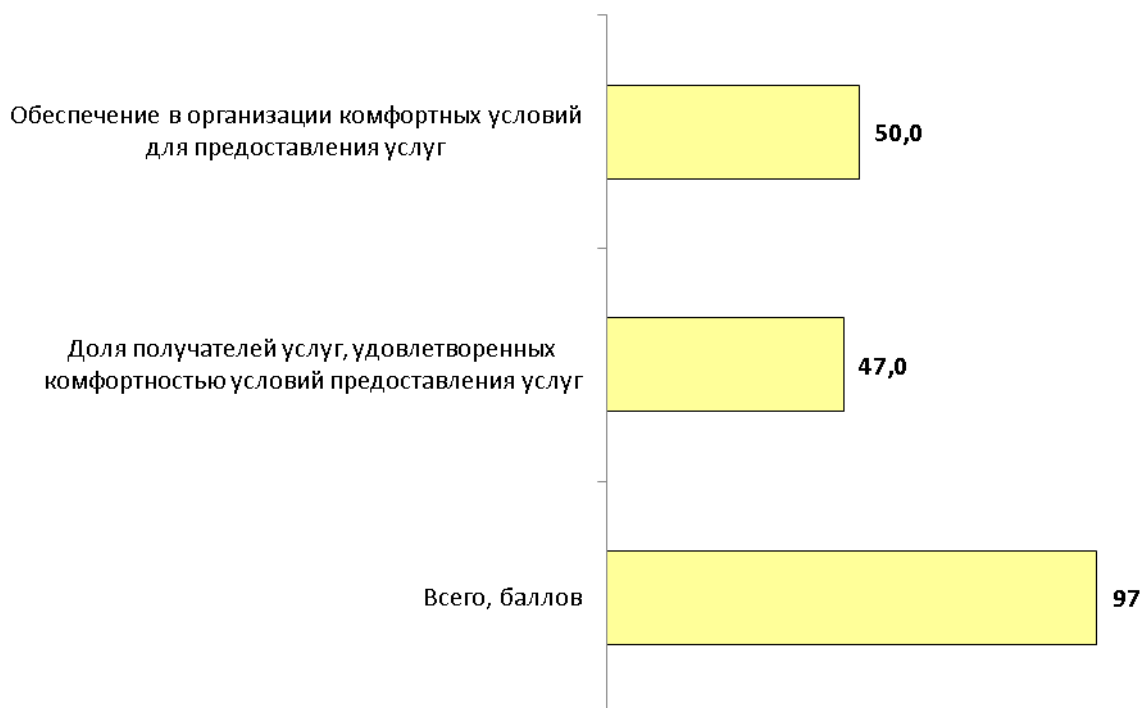 Обеспечение в организации комфортных условий
для предоставления услуг
50,0
Доля получателей услуг, удовлетворенных
комфортностью условий предоставления услуг
47,0
Всего, баллов
97